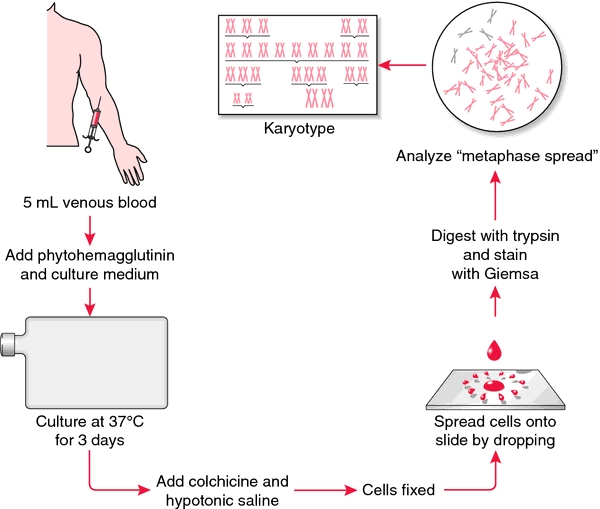 5 mL venous blood
Add phytohemagglutinin
and culture medium
Culture at 37°C
for 3 days
Add colchicine and
hypotonic saline
Cells fixed
Spread cells onto
slide by dropping
Digest with trypsin
and stain
with Giemsa
Analyze “metaphase spread”
Karyotype